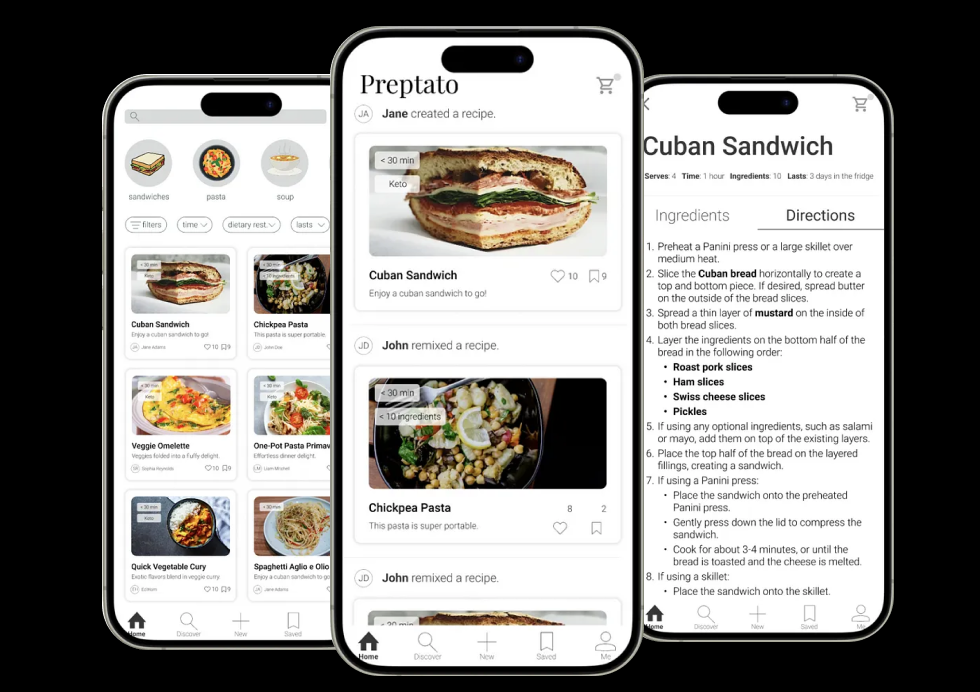 sandwiches
pasta
soup
filters
time
dietary rest.
lasts
< 30 min
Keto
Cuban Sandwich
Enjoy a cuban sandwich to go!
JA
Jane Adams
10
9
< 30 min
< 10 ingredients
Chickpea Pasta
This pasta is super portable.
JD
John Doe
< 30 min
Keto
Veggie Omelette
Veggies folded into a fluffy delight.
SR
Sophia Reynolds
10
9
< 30 min
Keto
One-Pot Pasta Primav
Effortless dinner delight.
LM
Liam Mitchell
< 30 min
Keto
Quick Vegetable Cury
Exotic flavors blend in veggie curry.
10
9
< 30 min
Spaghetti Aglio e Olio
Enjoy a cuban sandwich to go
JA
Jane Adams
Home
Discover
New
Saved
Preptato
JA
Jane created a recipe.
< 30 min
Keto
Cuban Sandwich
10
9
Enjoy a cuban sandwich to go!
JD
John remixed a recipe.
< 30 min
< 10 ingredients
Chickpea Pasta
8
2
This pasta is super portable.
JD
John remixed a recipe.
< 30 min
Home
Discover
New
Saved
Me
Cuban Sandwich
Serves: 4 Time: 1 hour Ingredients: 10 Lasts: 3 days in the fridge
Ingredients
Directions
1. Preheat a Panini press or a large skillet over
medium heat.
2. Slice the Cuban bread horizontally to create a
top and bottom piece. If desired, spread butter
on the outside of the bread slices.
3. Spread a thin layer of mustard on the inside of
both bread slices.
4. Layer the ingredients on the bottom half of the
bread in the following order:
• Roast pork slices
• Ham slices
• Swiss cheese slices
• Pickles
5. If using any optional ingredients, such as salami
or mayo, add them on top of the existing layers.
6. Place the top half of the bread on the layered
fillings, creating a sandwich.
7. If using a Panini press:
• Place the sandwich onto the preheated
Panini press.
• Gently press down the lid to compress the
sandwich.
• Cook for about 3-4 minutes, or until the
bread is toasted and the cheese is melted.
8. If using a skillet:
• Place the sandwich onto the skillet.
Home
Discover
New
Saved
Me